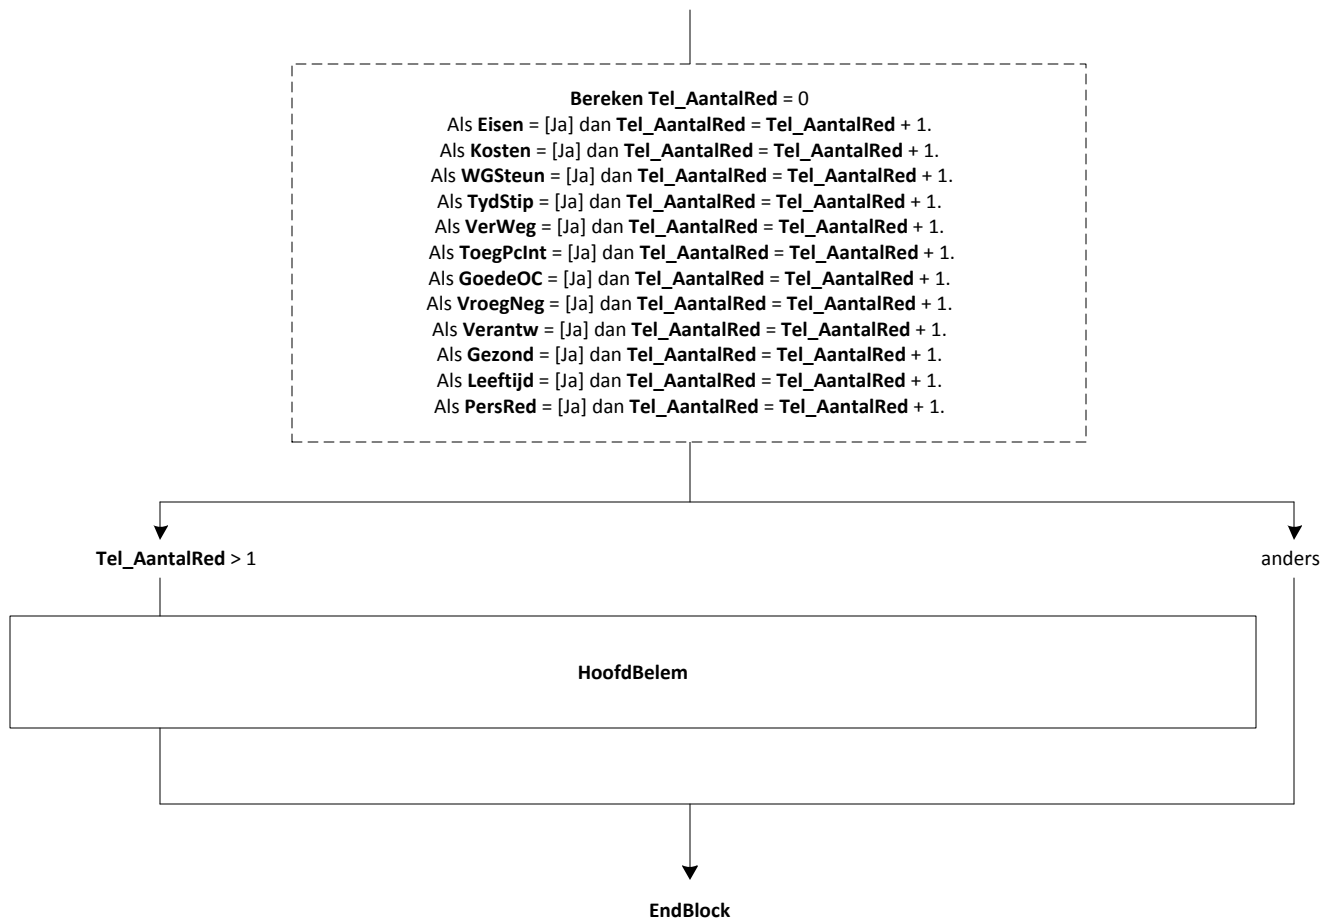 Bereken Tel_AantalRed = 0
Als Eisen = [Ja] dan Tel_AantalRed = Tel_AantalRed + 1.
Als Kosten = [Ja] dan Tel_AantalRed = Tel_AantalRed + 1.
Als WGSteun = [Ja] dan Tel_AantalRed = Tel_AantalRed + 1.
Als TydStip = [Ja] dan Tel_AantalRed = Tel_AantalRed + 1.
Als VerWeg = [Ja] dan Tel_AantalRed = Tel_AantalRed + 1.
Als ToegPcInt = [Ja] dan Tel_AantalRed = Tel_AantalRed + 1.
Als GoedeOC = [Ja] dan Tel_AantalRed = Tel_AantalRed + 1.
Als VroegNeg = [Ja] dan Tel_AantalRed = Tel_AantalRed + 1.
Als Verantw = [Ja] dan Tel_AantalRed = Tel_AantalRed + 1.
Als Gezond = [Ja] dan Tel_AantalRed = Tel_AantalRed + 1.
Als Leeftijd = [Ja] dan Tel_AantalRed = Tel_AantalRed + 1.
Als PersRed = [Ja] dan Tel_AantalRed = Tel_AantalRed + 1.
Tel_AantalRed > 1
anders
HoofdBelem
EndBlock